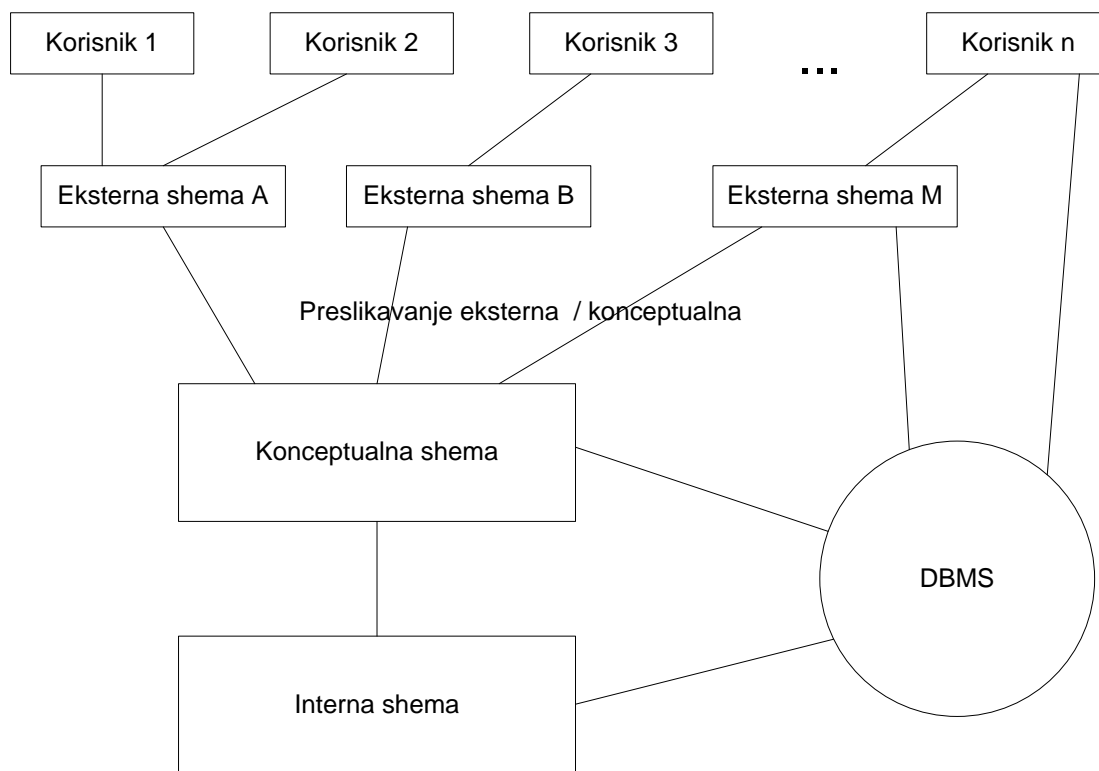 Korisnik 1
Korisnik 2
Korisnik 3
...
Korisnik n
Eksterna shema A
Eksterna shema B
Eksterna shema M
Preslikavanje eksterna / konceptualna
Konceptualna shema
DBMS
Interna shema